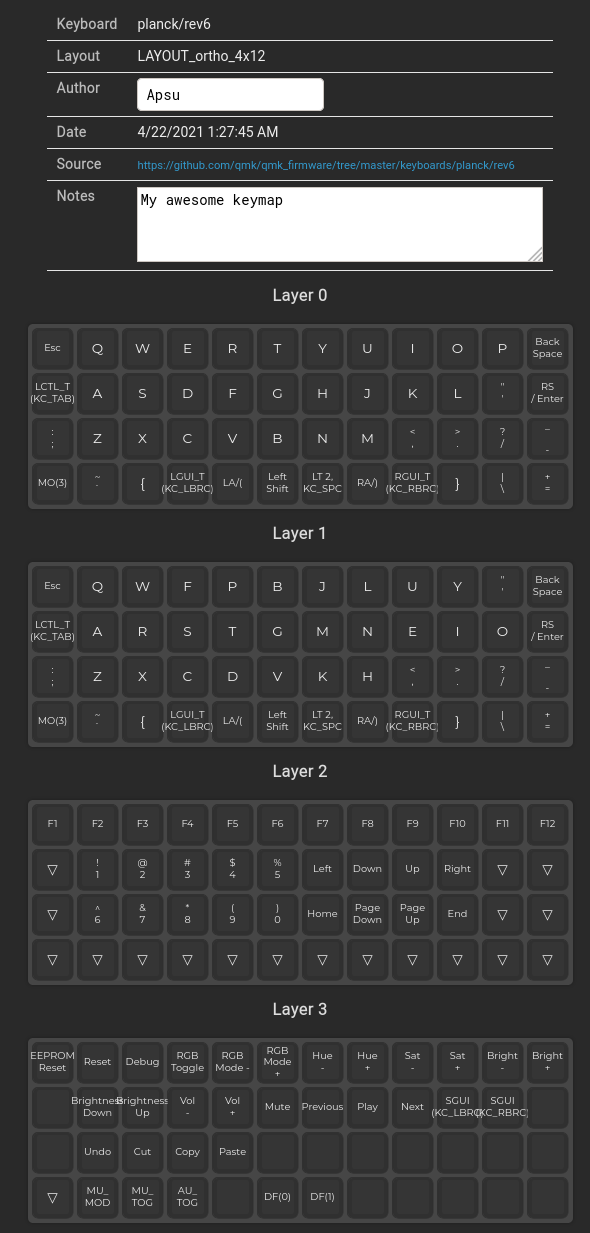 Keyboard planck/rev6
Layout LAYOUT_ortho_4x12
Author Apsu
Date 4/22/2021 1:27:45 AM
Source https://github.com/qmk/qmk_firmware/tree/master/keyboards/planck/rev6
Notes My awesome keymap
Layer 0
Esc Q W E R T Y U I O P Back Space
LCTL_T (KC_TAB) A S D F G H J K L " ' RS / Enter
: ; Z X C V B N M < , > . ? / _ -
MO(3) ~ ` { LGUI_T (KC_LBRC) LA/( Left Shift LT 2, KC_SPC RA/) RGUI_T (KC_RBRC) } | \ + =
Layer 1
Esc Q W F P B J L U Y " ' Back Space
LCTL_T (KC_TAB) A R S T G M N E I O RS / Enter
: ; Z X C D V K H < , > . ? / _ -
MO(3) ~ ` { LGUI_T (KC_LBRC) LA/( Left Shift LT 2, KC_SPC RA/) RGUI_T (KC_RBRC) } | \ + =
Layer 2
F1 F2 F3 F4 F5 F6 F7 F8 F9 F10 F11 F12
▽ ! 1 @ 2 # 3 $ 4 % 5 Left Down Up Right ▽ ▽
▽ ^ 6 & 7 * 8 ( 9 ) 0 Home Page Down Page Up End ▽ ▽
▽ ▽ ▽ ▽ ▽ ▽ ▽ ▽ ▽ ▽ ▽ ▽
Layer 3
EEPROM Reset Reset Debug RGB Toggle RGB Mode - RGB Mode + Hue - Hue + Sat - Sat + Bright - Bright +
Brightness Down Brightness Up Vol - Vol + Mute Previous Play Next SGUI (KC_LBRC) SGUI (KC_RBRC)
Undo Cut Copy Paste
▽ MU_ MOD MU_ TOG AU_ TOG DF(0) DF(1)